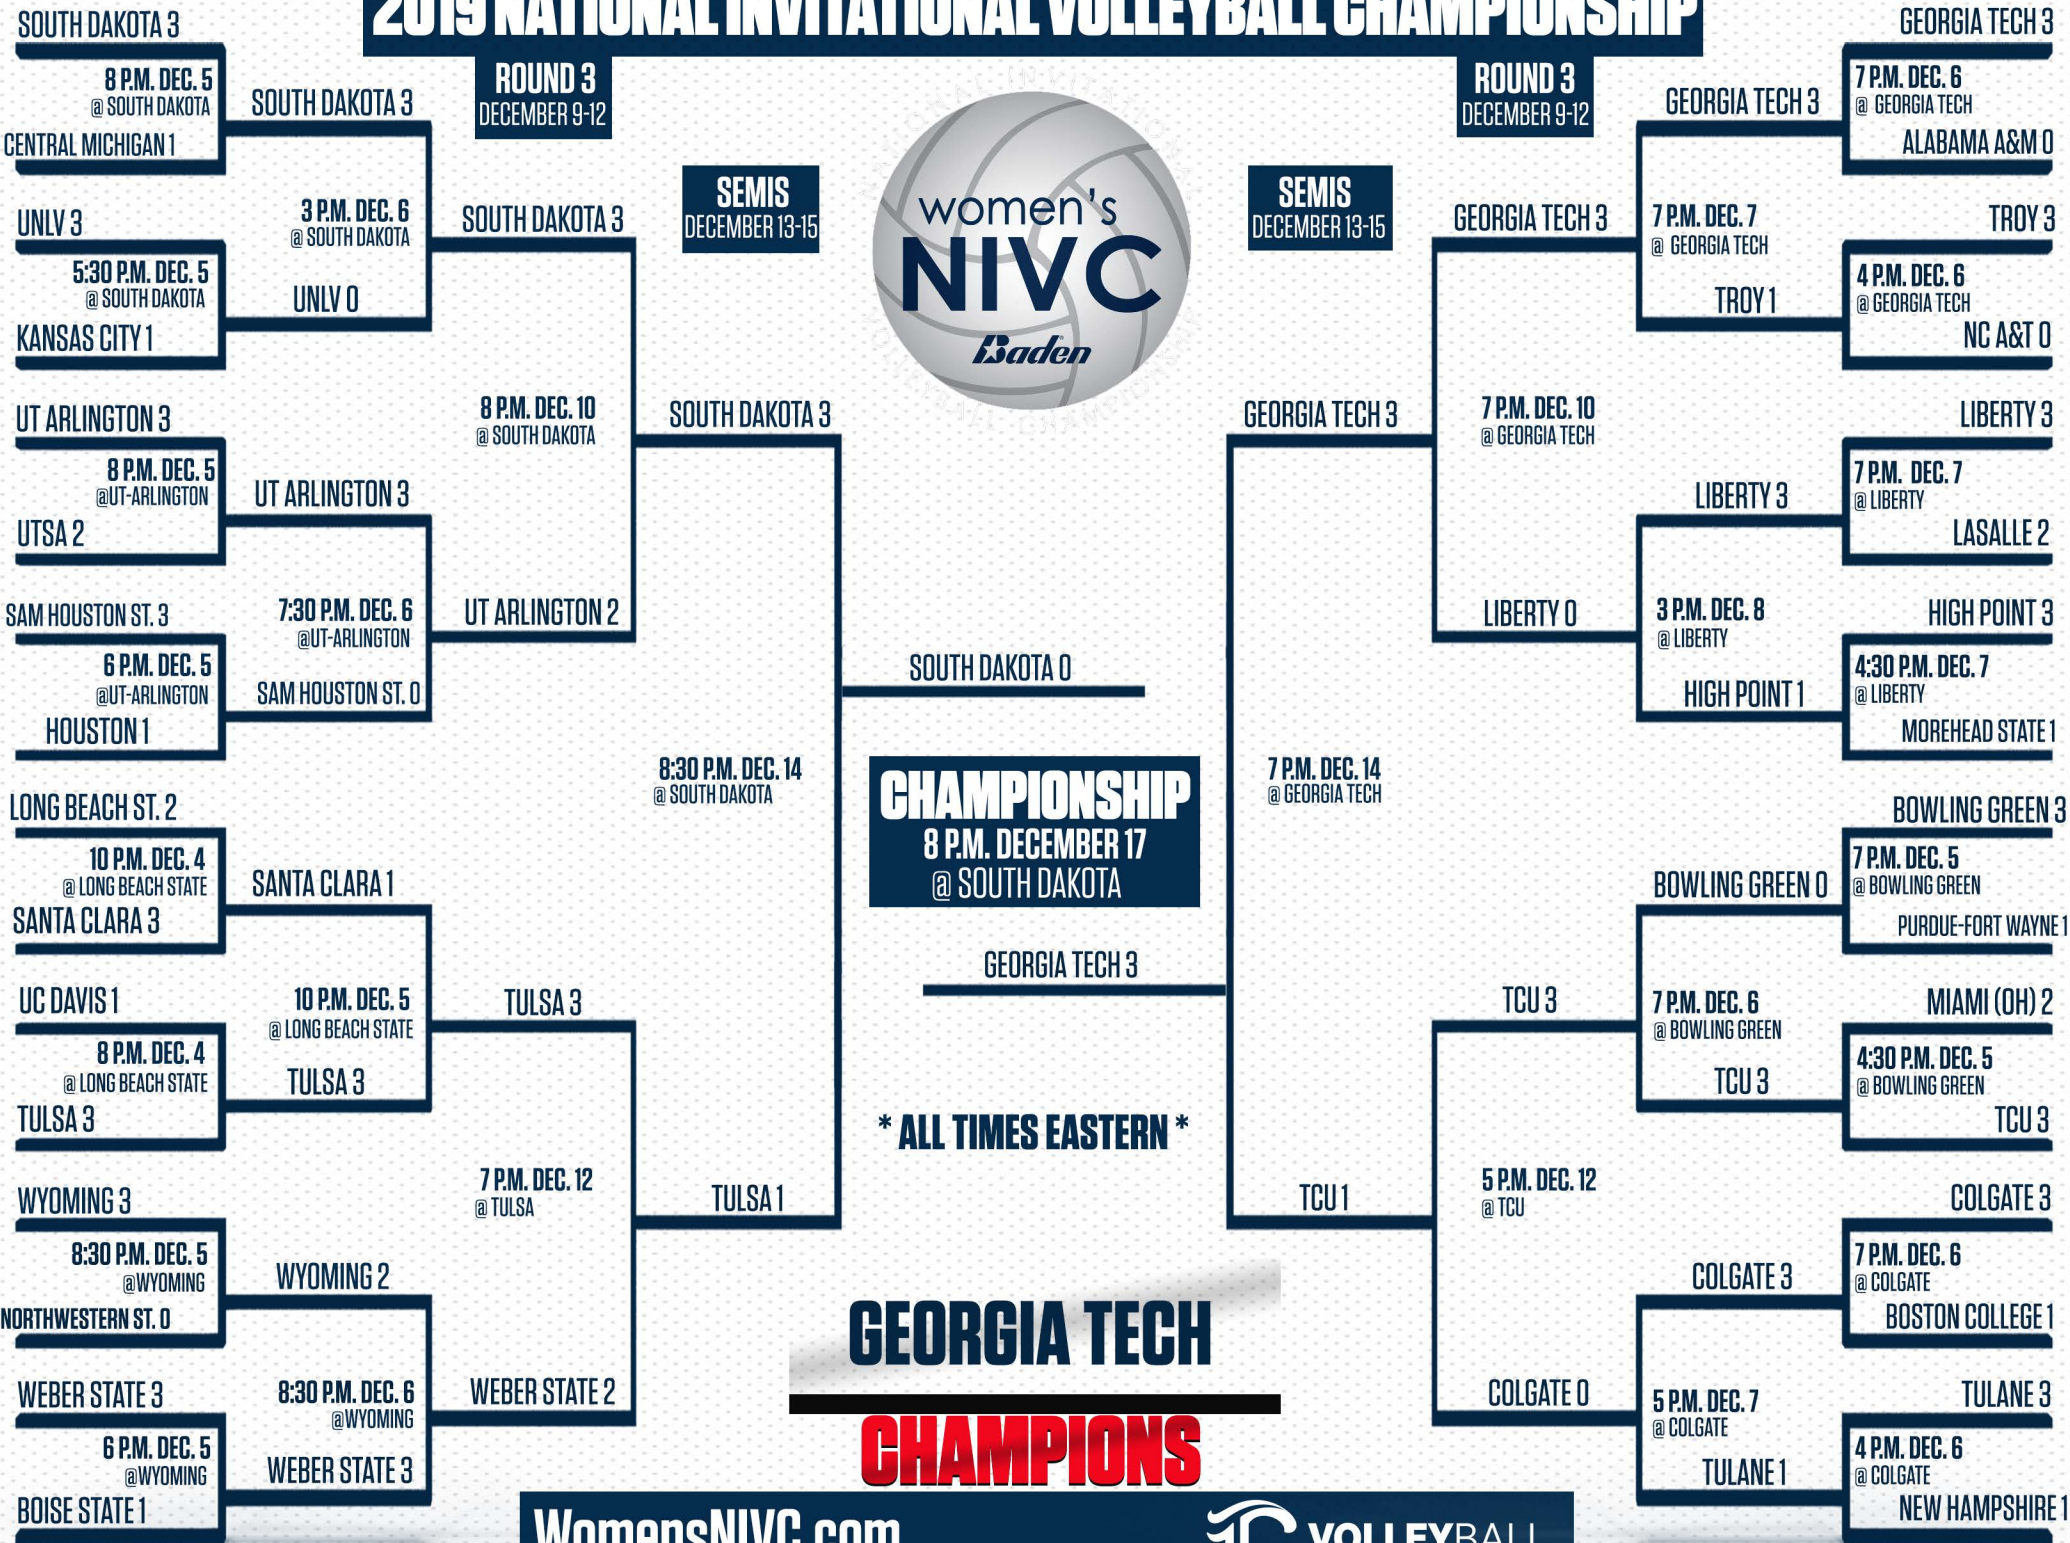 2019 NATIONAL INVITATIONAL VOLLEYBALL CHAMPIONSHIP
SOUTH DAKOTA 3
8 P.M. DEC. 5
@ SOUTH DAKOTA
CENTRAL MICHIGAN 1
UNLV 3
5:30 P.M. DEC. 5
@ SOUTH DAKOTA
KANSAS CITY 1
UT ARLINGTON 3
8 P.M. DEC. 5
@UT-ARLINGTON
UTSA 2
SAM HOUSTON ST. 3
6 P.M. DEC. 5
@UT-ARLINGTON
HOUSTON 1
LONG BEACH ST. 2
10 P.M. DEC. 4
@ LONG BEACH STATE
SANTA CLARA 3
UC DAVIS 1
8 P.M. DEC. 4
@ LONG BEACH STATE
TULSA 3
WYOMING 3
8:30 P.M. DEC. 5
@WYOMING
NORTHWESTERN ST. 0
WEBER STATE 3
6 P.M. DEC. 5
@WYOMING
BOISE STATE 1
SOUTH DAKOTA 3
3 P.M. DEC. 6
@ SOUTH DAKOTA
UNLV 0
UT ARLINGTON 3
7:30 P.M. DEC. 6
@UT-ARLINGTON
SAM HOUSTON ST. 0
SANTA CLARA 1
10 P.M. DEC. 5
@ LONG BEACH STATE
TULSA 3
WYOMING 2
8:30 P.M. DEC. 6
@WYOMING
WEBER STATE 3
ROUND 3
DECEMBER 9-12
SOUTH DAKOTA 3
8 P.M. DEC. 10
@ SOUTH DAKOTA
UT ARLINGTON 2
TULSA 3
7 P.M. DEC. 12
@ TULSA
WEBER STATE 2
SEMIS
DECEMBER 13-15
SOUTH DAKOTA 3
8:30 P.M. DEC. 14
@ SOUTH DAKOTA
TULSA 1
women's
NIVC
Baden
SOUTH DAKOTA 0
CHAMPIONSHIP
8 P.M. DECEMBER 17
@ SOUTH DAKOTA
GEORGIA TECH 3
* ALL TIMES EASTERN *
GEORGIA TECH
CHAMPIONS
SEMIS
DECEMBER 13-15
GEORGIA TECH 3
7 P.M. DEC. 14
@ GEORGIA TECH
TCU 1
ROUND 3
DECEMBER 9-12
GEORGIA TECH 3
7 P.M. DEC. 10
@ GEORGIA TECH
LIBERTY 0
TCU 3
5 P.M. DEC. 12
@ TCU
COLGATE 0
GEORGIA TECH 3
7 P.M. DEC. 7
@ GEORGIA TECH
TROY 1
LIBERTY 3
3 P.M. DEC. 8
@ LIBERTY
HIGH POINT 1
BOWLING GREEN 0
7 P.M. DEC. 6
@ BOWLING GREEN
TCU 3
COLGATE 3
5 P.M. DEC. 7
@ COLGATE
TULANE 1
GEORGIA TECH 3
7 P.M. DEC. 6
@ GEORGIA TECH
ALABAMA A&M 0
TROY 3
4 P.M. DEC. 6
@ GEORGIA TECH
NC A&T 0
LIBERTY 3
7 P.M. DEC. 7
@ LIBERTY
LASALLE 2
HIGH POINT 3
4:30 P.M. DEC. 7
@ LIBERTY
MOREHEAD STATE 1
BOWLING GREEN 3
7 P.M. DEC. 5
@ BOWLING GREEN
PURDUE-FORT WAYNE 1
MIAMI (OH) 2
4:30 P.M. DEC. 5
@ BOWLING GREEN
TCU 3
COLGATE 3
7 P.M. DEC. 6
@ COLGATE
BOSTON COLLEGE 1
TULANE 3
4 P.M. DEC. 6
@ COLGATE
NEW HAMPSHIRE 1
WomensNIVC.com
VOLLEYBALL